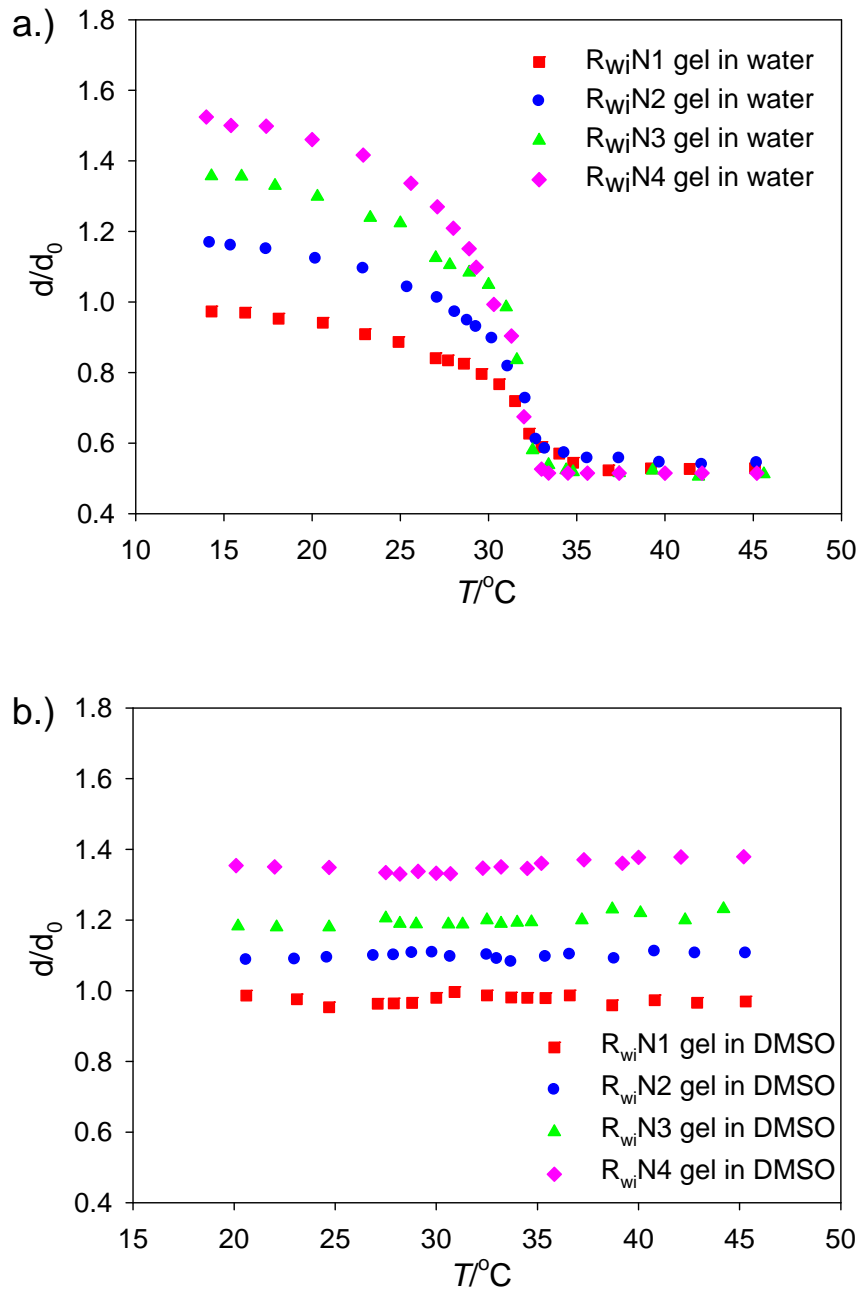 a.)
1.8
1.6
1.4
1.2
1.0
0.8
0.6
0.4
d/d0
RwiN1 gel in water
RwiN2 gel in water
RwiN3 gel in water
RwiN4 gel in water
10 15 20 25 30 35 40 45 50
T/oC
b.)
1.8
1.6
1.4
1.2
1.0
0.8
0.6
0.4
d/d0
RwiN1 gel in DMSO
RwiN2 gel in DMSO
RwiN3 gel in DMSO
RwiN4 gel in DMSO
15 20 25 30 35 40 45 50
T/oC